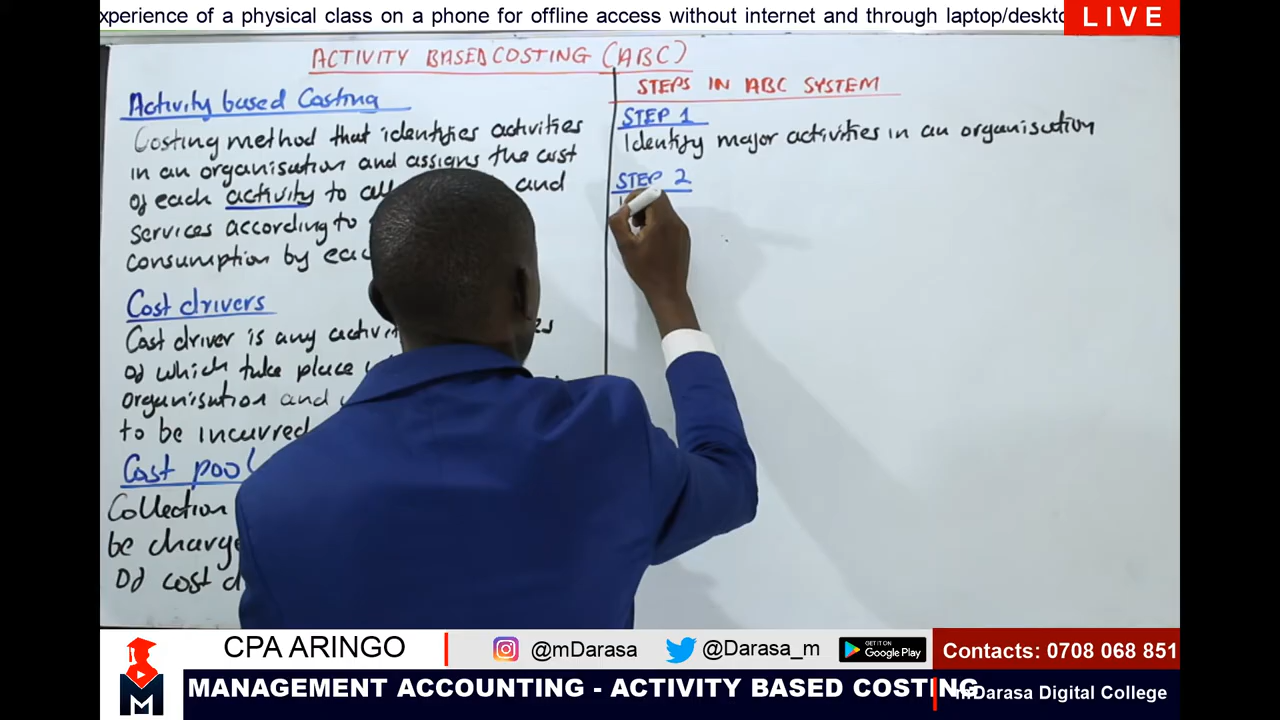 xperience of a physical class on a phone for offline access without internet and through laptop/deskto
LIVE
ACTIVITY BASED COSTING (ABC)
Activity based Costing
Costing method that identifies activities
in an organisation and assigns the cost
of each activity to all and
services according to
consumption by eac
Cost drivers
Cost driver is any activi es
of which take place
organisation and
to be incurred
Cost pool
Collection
be charge
Of cost d
STEPS IN ABC SYSTEM
STEP 1
Identify major activities in an organisation
STEP 2
CPA ARINGO
@mDarasa
@Darasa_m
GET IT ON
Google Play
Contacts: 0708 068 851
M
MANAGEMENT ACCOUNTING - ACTIVITY BASED COSTING
mDarasa Digital College